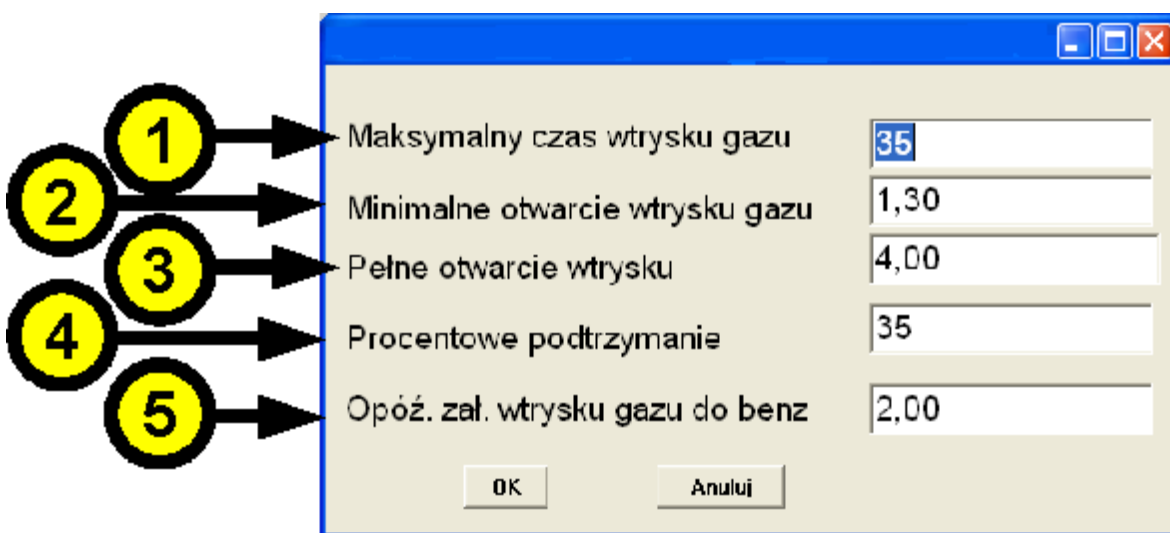 1 Maksymalny czas wtrysku gazu 35
2 Minimalne otwarcie wtrysku gazu 1,30
3 Pełne otwarcie wtrysku 4,00
4 Procentowe podtrzymanie 35
5 Opóź. zał. wtrysku gazu do benz 2,00
OK Anuluj